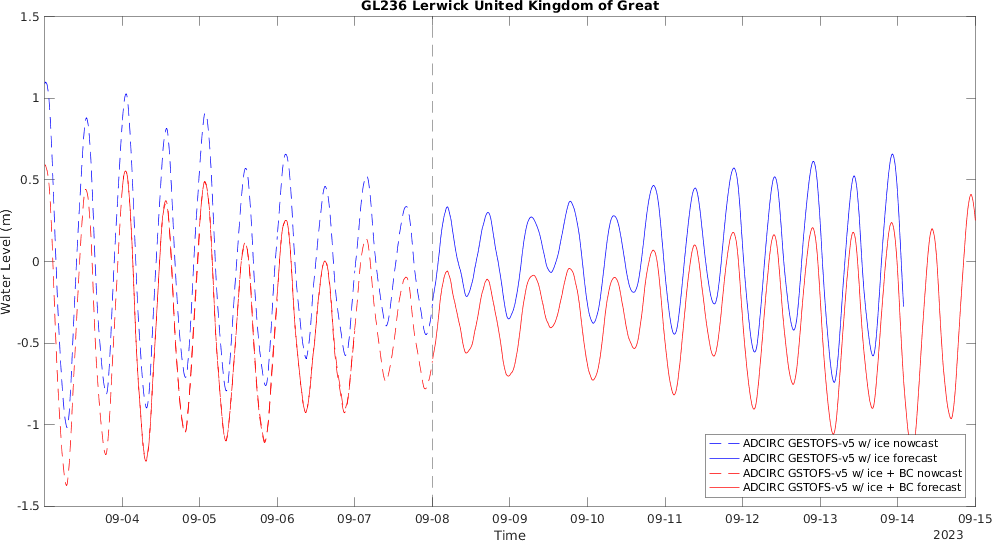 GL236 Lerwick United Kingdom of Great
1.5
1
0.5
0
-0.5
-1
-1.5
Water Level (m)
09-04 09-05 09-06 09-07 09-08 09-09 09-10 09-11 09-12 09-13 09-14 09-15
Time
2023
ADCIRC GESTOFS-v5 w/ ice nowcast
ADCIRC GESTOFS-v5 w/ ice forecast
ADCIRC GSTOFS-v5 w/ ice + BC nowcast
ADCIRC GSTOFS-v5 w/ ice + BC forecast